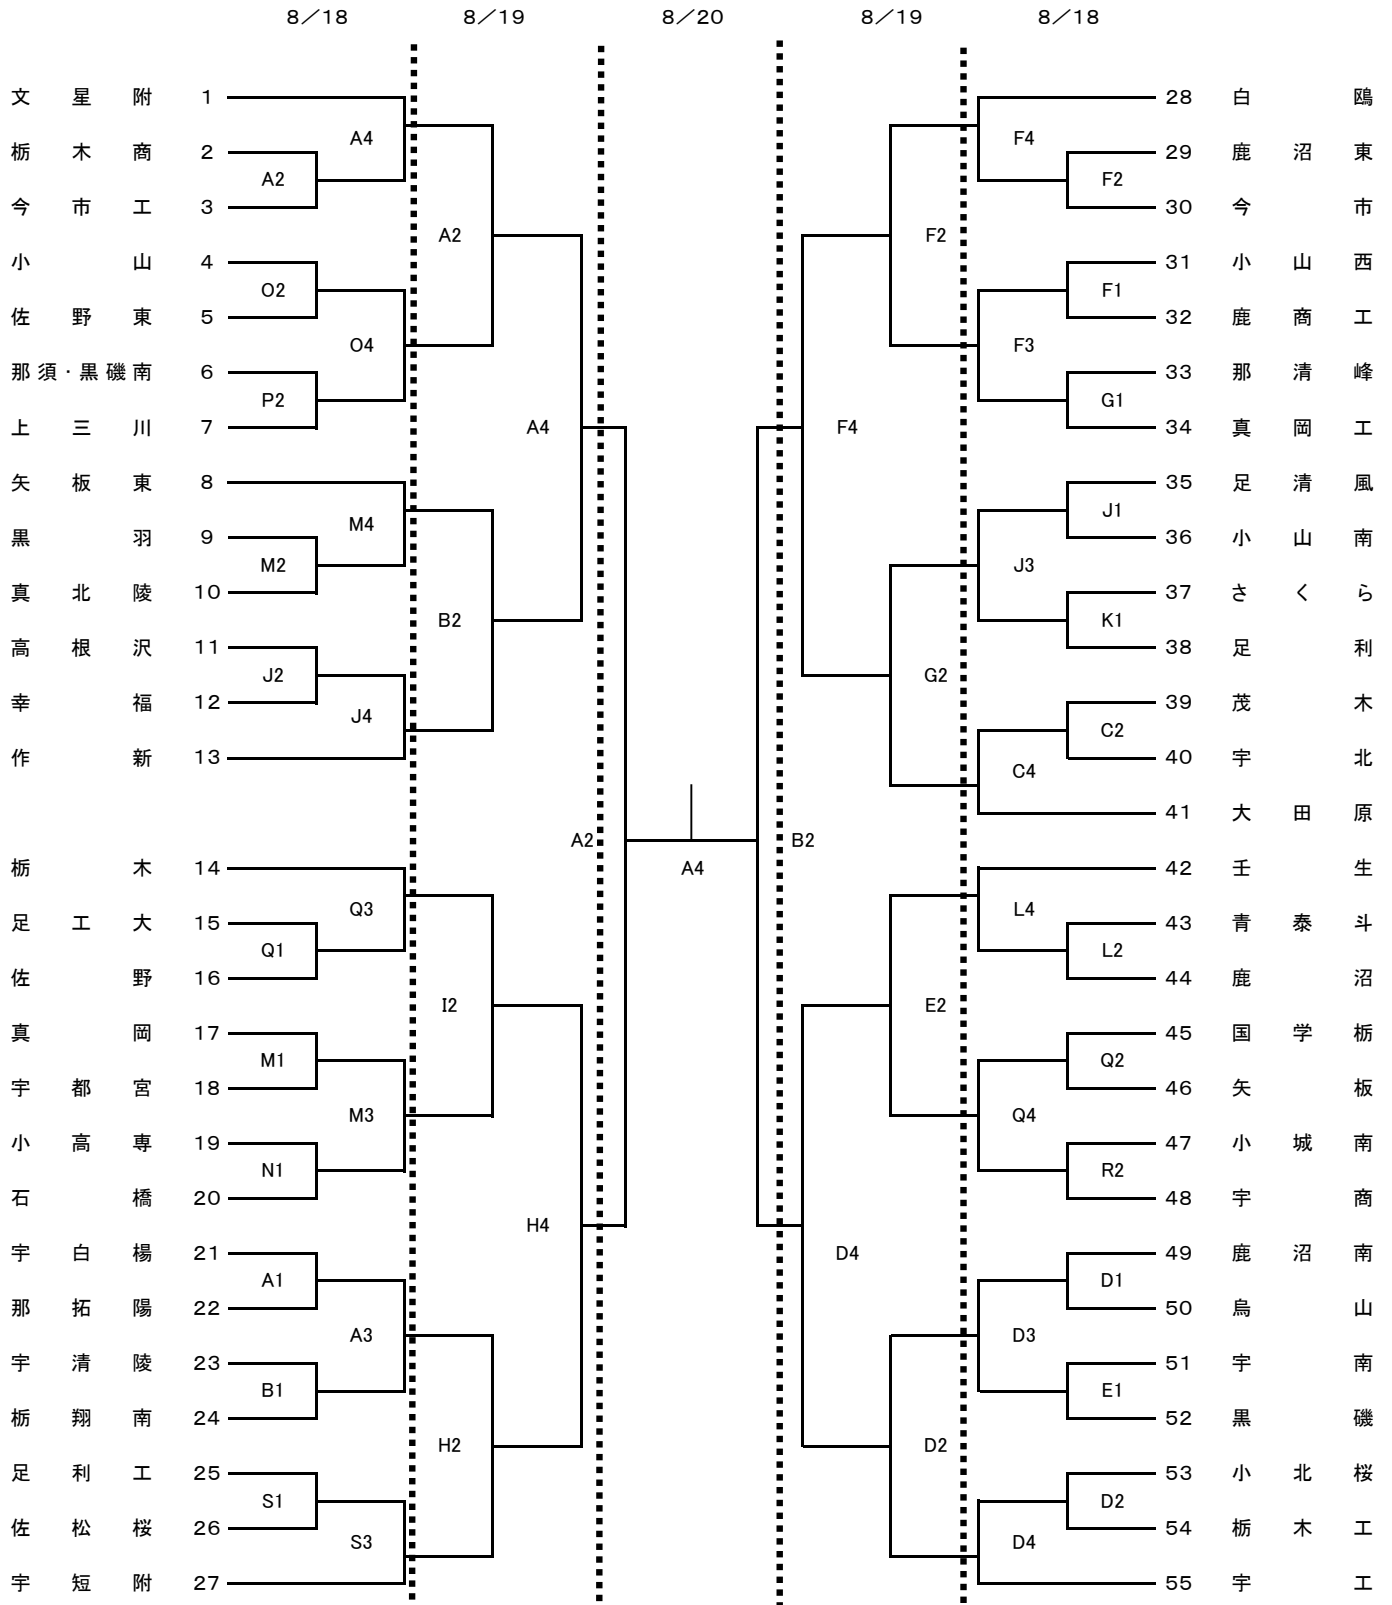 8／18 8／19 8／20 8／19 8／18
文星附 1 28 白鴎
A4 F4
栃木商 2 29 鹿沼東
A2 F2
今市工 3 30 今市
A2 F2
小山 4 31 小山西
O2 F1
佐野東 5 32 鹿商工
O4 F3
那須・黒磯南 6 33 那清峰
P2 G1
上三川 7 A4 F4 34 真岡工
矢板東 8 35 足清風
M4 J1
黒羽 9 36 小山南
M2 J3
真北陵 10 37 さくら
B2 K1
高根沢 11 38 足利
J2 G2
幸福 12 39 茂木
J4 C2
作新 13 40 宇北
C4
41 大田原
A2 B2
栃木 14 A4 42 壬生
Q3 L4
足工大 15 43 青泰斗
Q1 L2
佐野 16 44 鹿沼
I2 E2
真岡 17 45 国学栃
M1 Q2
宇都宮 18 46 矢板
M3 Q4
小高専 19 47 小城南
N1 R2
石橋 20 48 宇商
H4 D4
宇白楊 21 49 鹿沼南
A1 D1
那拓陽 22 50 烏山
A3 D3
宇清陵 23 51 宇南
B1 E1
栃翔南 24 52 黒磯
H2 D2
足利工 25 53 小北桜
S1 D2
佐松桜 26 54 栃木工
S3 D4
宇短附 27 55 宇工